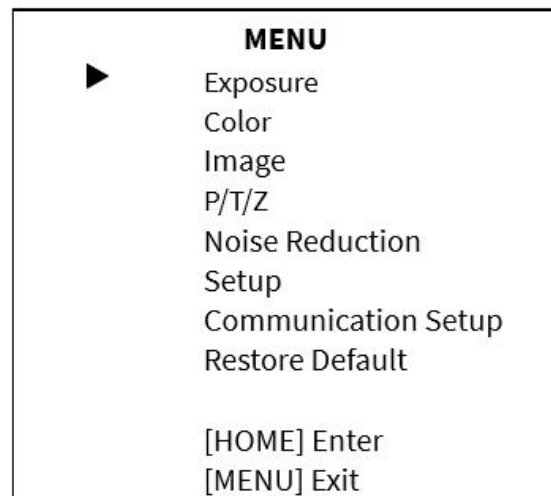 MENU
Exposure
Color
Image
P/T/Z
Noise Reduction
Setup
Communication Setup
Restore Default
[HOME] Enter
[MENU] Exit